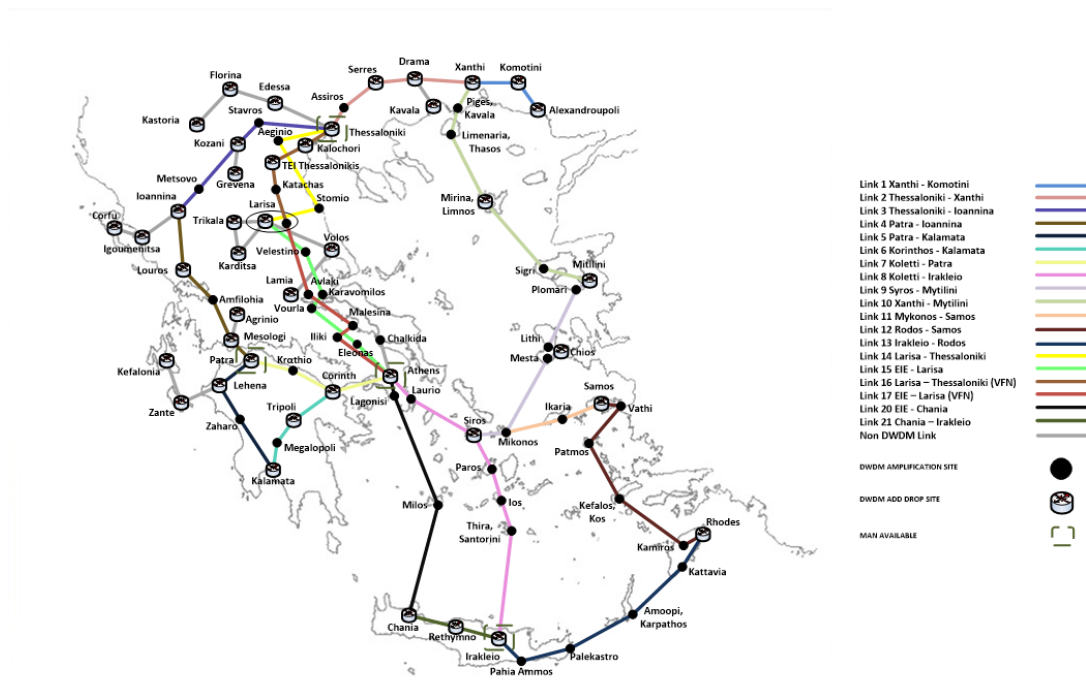 Drama
Serres
Xanthi
Komotini
Florina
Edessa
Assiros
Stavros
Kavala
Piges,
Kavala
Alexandroupoli
Kastoria
Aeginio
Thessaloniki
Limenaria,
Thasos
Kozani
Kalochori
TEI Thessalonikis
Metsovo
Grevena
Katachas
Ioannina
Larisa
Stomio
Mirina,
Limnos
Corfu
Trikala
Igoumenitsa
Volos
Velestino
Karditsa
Sigri
Mitilini
Louros
Lamia
Avlaki
Karavomilos
Plomari
Amfilohia
Vourla
Malesina
Agrinio
Iliki
Chalkida
Lithi
Mesologi
Eleonas
Mesta
Chios
Patra
Krathio
Athens
Kefalonia
Corinth
Lehena
Laurio
Samos
Lagonisi
Zante
Tripoli
Ikaria
Vathi
Zaharo
Siros
Mikonos
Megalopoli
Patmos
Kalamata
Paros
Milos
Ios
Kefalos,
Kos
Thira,
Santorini
Rhodes
Kamiros
Kattavia
Amoopi,
Karpathos
Chania
Rethymno
Irakleio
Palekastro
Pahia Ammos
Link 1 Xanthi - Komotini
Link 2 Thessaloniki - Xanthi
Link 3 Thessaloniki - Ioannina
Link 4 Patra - Ioannina
Link 5 Patra - Kalamata
Link 6 Korinthos - Kalamata
Link 7 Koletti - Patra
Link 8 Koletti - Irakleio
Link 9 Syros - Mytilini
Link 10 Xanthi - Mytilini
Link 11 Mykonos - Samos
Link 12 Rodos - Samos
Link 13 Irakleio - Rodos
Link 14 Larisa - Thessaloniki
Link 15 EIE - Larisa
Link 16 Larisa – Thessaloniki (VFN)
Link 17 EIE – Larisa (VFN)
Link 20 EIE - Chania
Link 21 Chania – Irakleio
Non DWDM Link
DWDM AMPLIFICATION SITE
DWDM ADD DROP SITE
MAN AVAILABLE